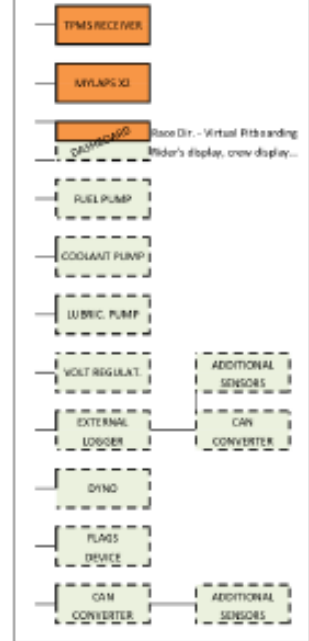 TPMS RECEIVER
MYLAPS X2
DASHBOARD
Race Dir. - Virtual Pitboarding
Rider's display, crew display...
FUEL PUMP
COOLANT PUMP
LUBRIC. PUMP
VOLT REGULAT.
ADDITIONAL
SENSORS
EXTERNAL
LOGGER
CAN
CONVERTER
DYNO
FLAGS
DEVICE
CAN
CONVERTER
ADDITIONAL
SENSORS